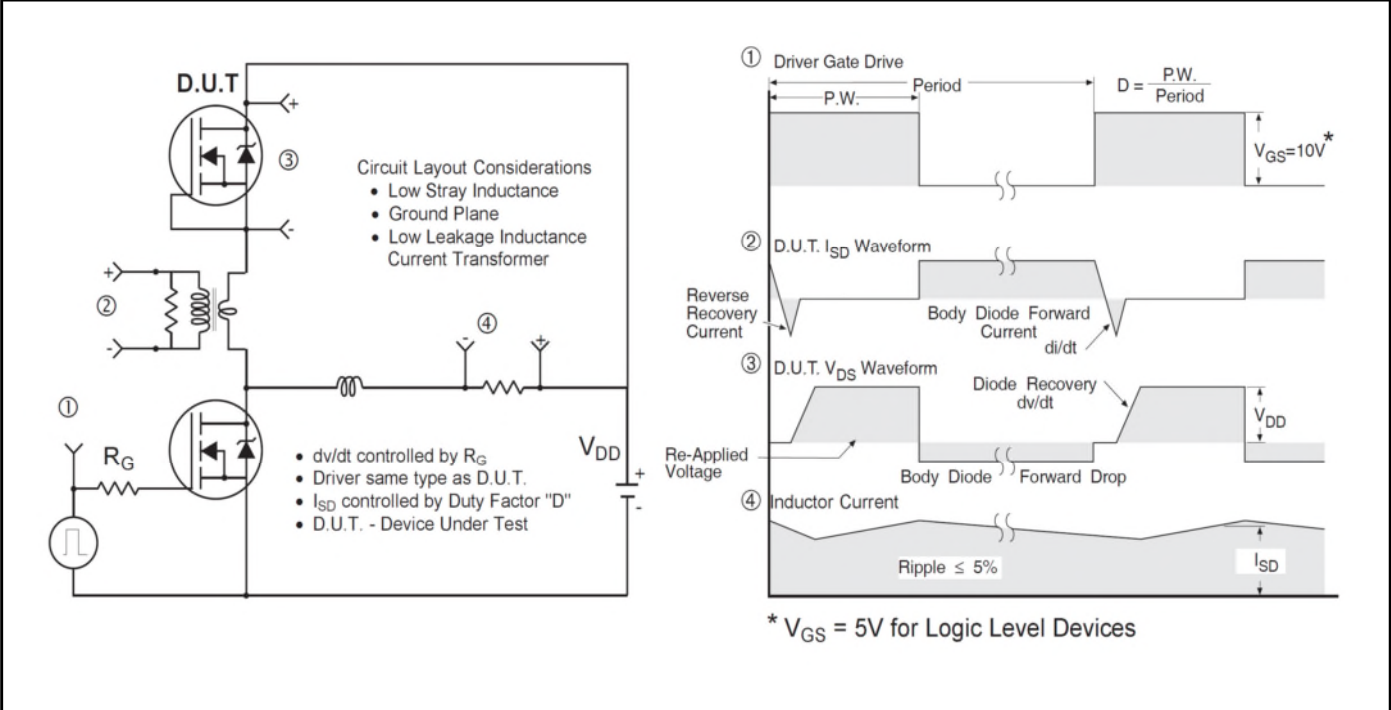 D.U.T
+
③
-
Circuit Layout Considerations
• Low Stray Inductance
• Ground Plane
• Low Leakage Inductance
Current Transformer
+
②
-
④
-
+
①
R_G
V_DD
+
-
• dv/dt controlled by R_G
• Driver same type as D.U.T.
• I_SD controlled by Duty Factor "D"
• D.U.T. - Device Under Test
① Driver Gate Drive
P.W.
Period
D = P.W.
Period
V_GS=10V*
② D.U.T. I_SD Waveform
Reverse
Recovery
Current
Body Diode Forward
Current
di/dt
③ D.U.T. V_DS Waveform
Diode Recovery
dv/dt
V_DD
Re-Applied
Voltage
Body Diode Forward Drop
④ Inductor Current
Ripple ≤ 5%
I_SD
* V_GS = 5V for Logic Level Devices